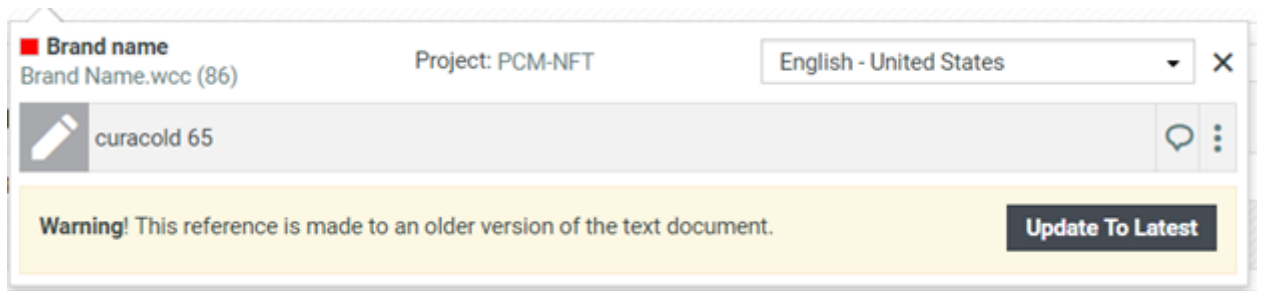 Brand name
Brand Name.wcc (86)
Project: PCM-NFT
English - United States
curacold 65
Warning! This reference is made to an older version of the text document.
Update To Latest